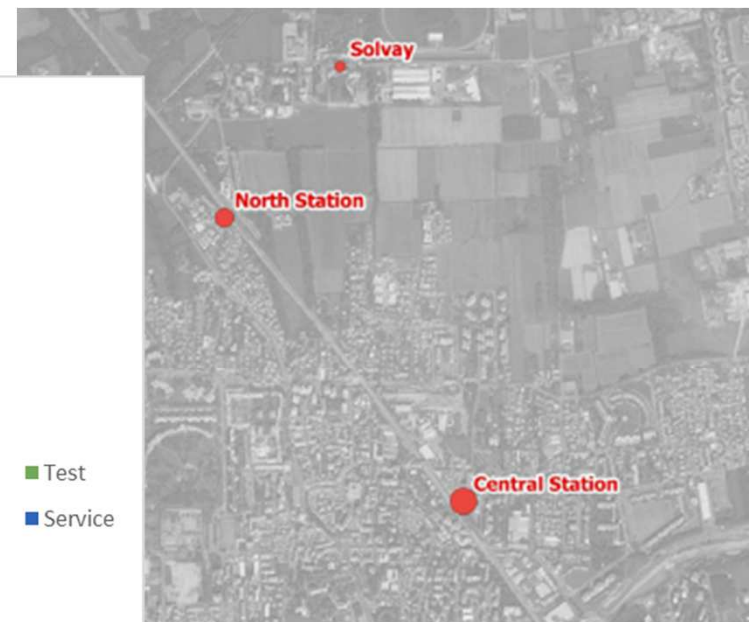 Solvay
North Station
Central Station
Test
Service